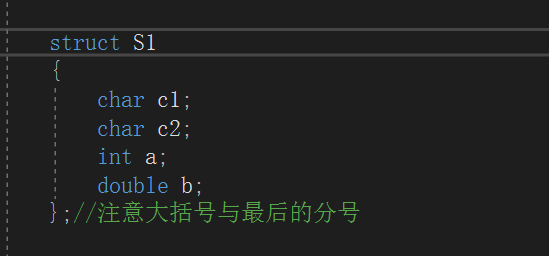 struct S1
{
char c1;
char c2;
int a;
double b;
};//注意大括号与最后的分号